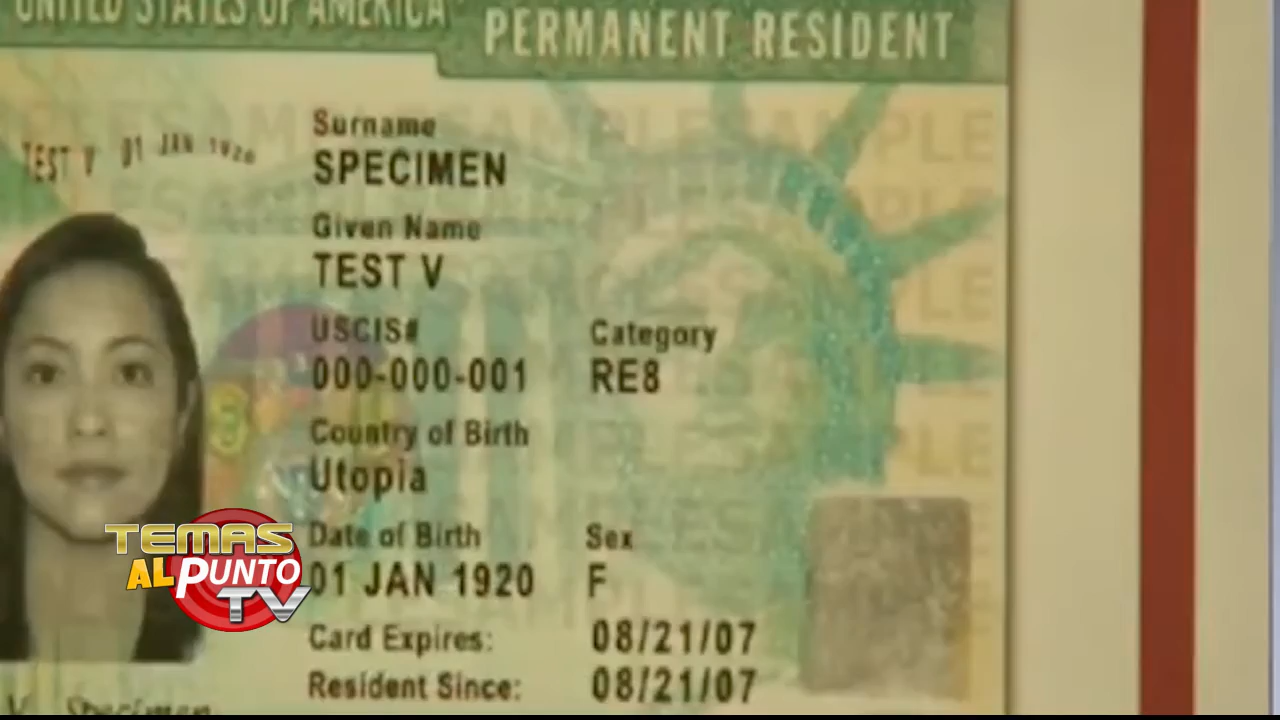 UNITED STATES OF AMERICA
PERMANENT RESIDENT
TEST V 01 JAN 1920
Surname
SPECIMEN
Given Name
TEST V
USCIS#
000-000-001
Category
RE8
Country of Birth
Utopia
Date of Birth
01 JAN 1920
Sex
F
Card Expires: 08/21/07
Resident Since: 08/21/07
V Specimen
SAMPLE
TEMAS
AL PUNTO
TV